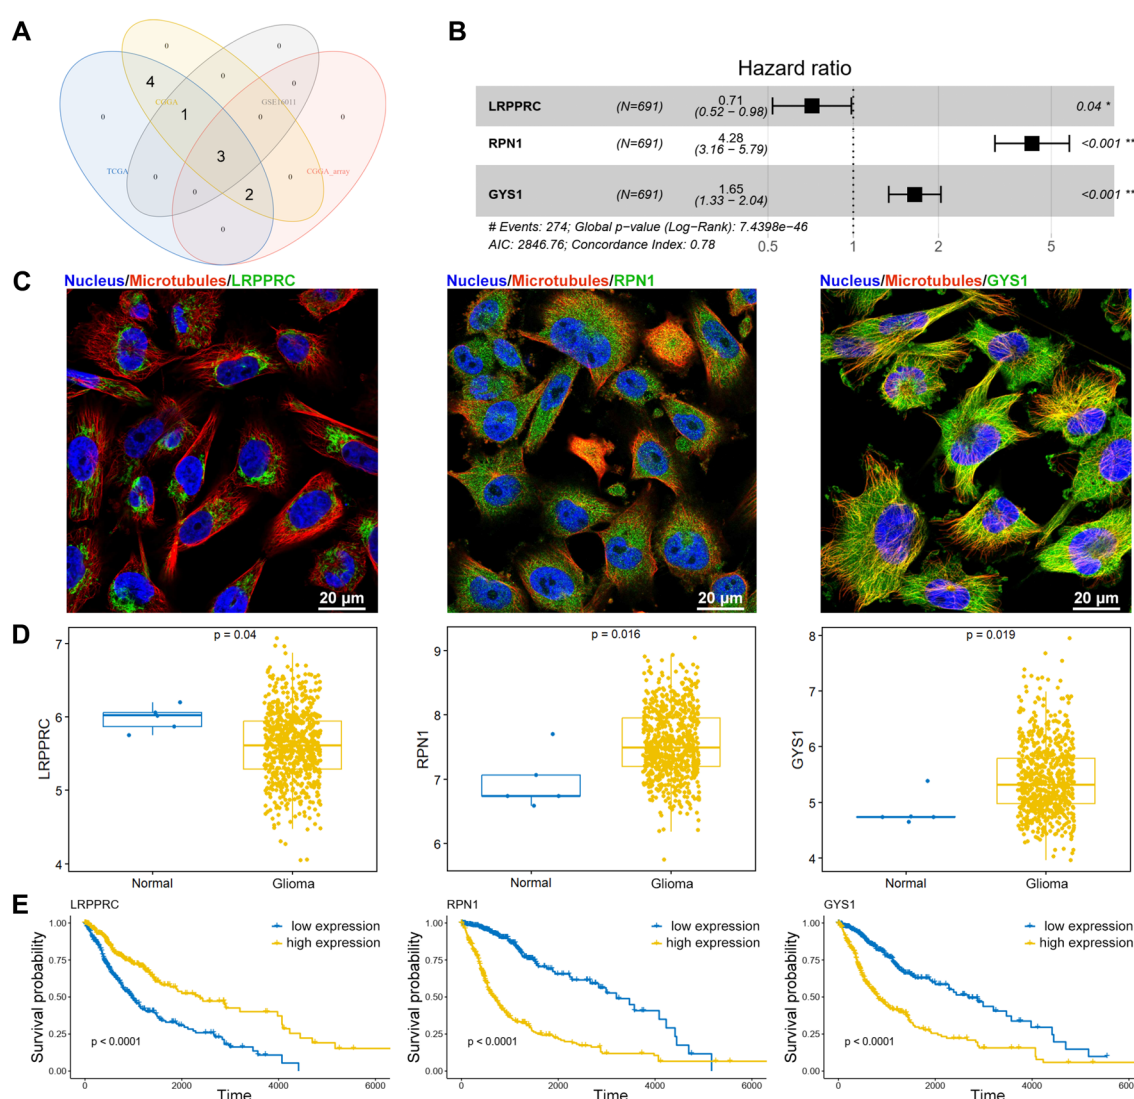 A
0
0
4
0
0
CGGA
GSE16011
0
1
0
3
TCGA
CGGA_array
0
0
0
2
0
B
Hazard ratio
LRPPRC (N=691) 0.71 (0.52 − 0.98) 0.04 *
RPN1 (N=691) 4.28 (3.16 − 5.79) <0.001 **
GYS1 (N=691) 1.65 (1.33 − 2.04) <0.001 **
# Events: 274; Global p−value (Log−Rank): 7.4398e−46
AIC: 2846.76; Concordance Index: 0.78
0.5 1 2 5
C
Nucleus/Microtubules/LRPPRC
20 µm
Nucleus/Microtubules/RPN1
20 µm
Nucleus/Microtubules/GYS1
20 µm
D
p = 0.04
LRPPRC
7
6
5
4
Normal Glioma
p = 0.016
RPN1
9
8
7
6
Normal Glioma
p = 0.019
GYS1
8
7
6
5
4
Normal Glioma
E
LRPPRC
low expression
high expression
Survival probability
1.00
0.75
0.50
0.25
0.00
p < 0.0001
0 2000 4000 6000
Time
RPN1
low expression
high expression
Survival probability
1.00
0.75
0.50
0.25
0.00
p < 0.0001
0 2000 4000 6000
Time
GYS1
low expression
high expression
Survival probability
1.00
0.75
0.50
0.25
0.00
p < 0.0001
0 2000 4000 600
Time